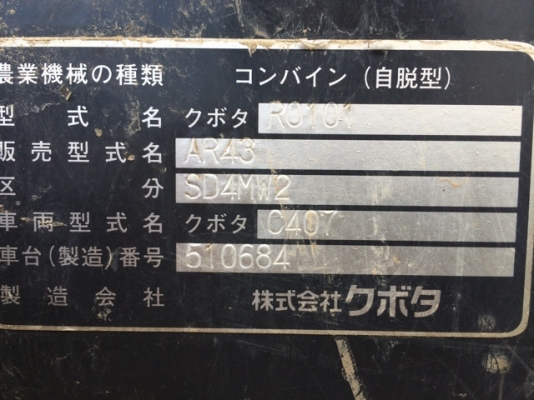 農業機械の種類 コンバイン（自脱型）
型式名 クボタ R0101
販売型式名 AR43
区分 SD4MW2
車両型式名 クボタ C407
車台(製造)番号 510684
製造会社 株式会社クボタ